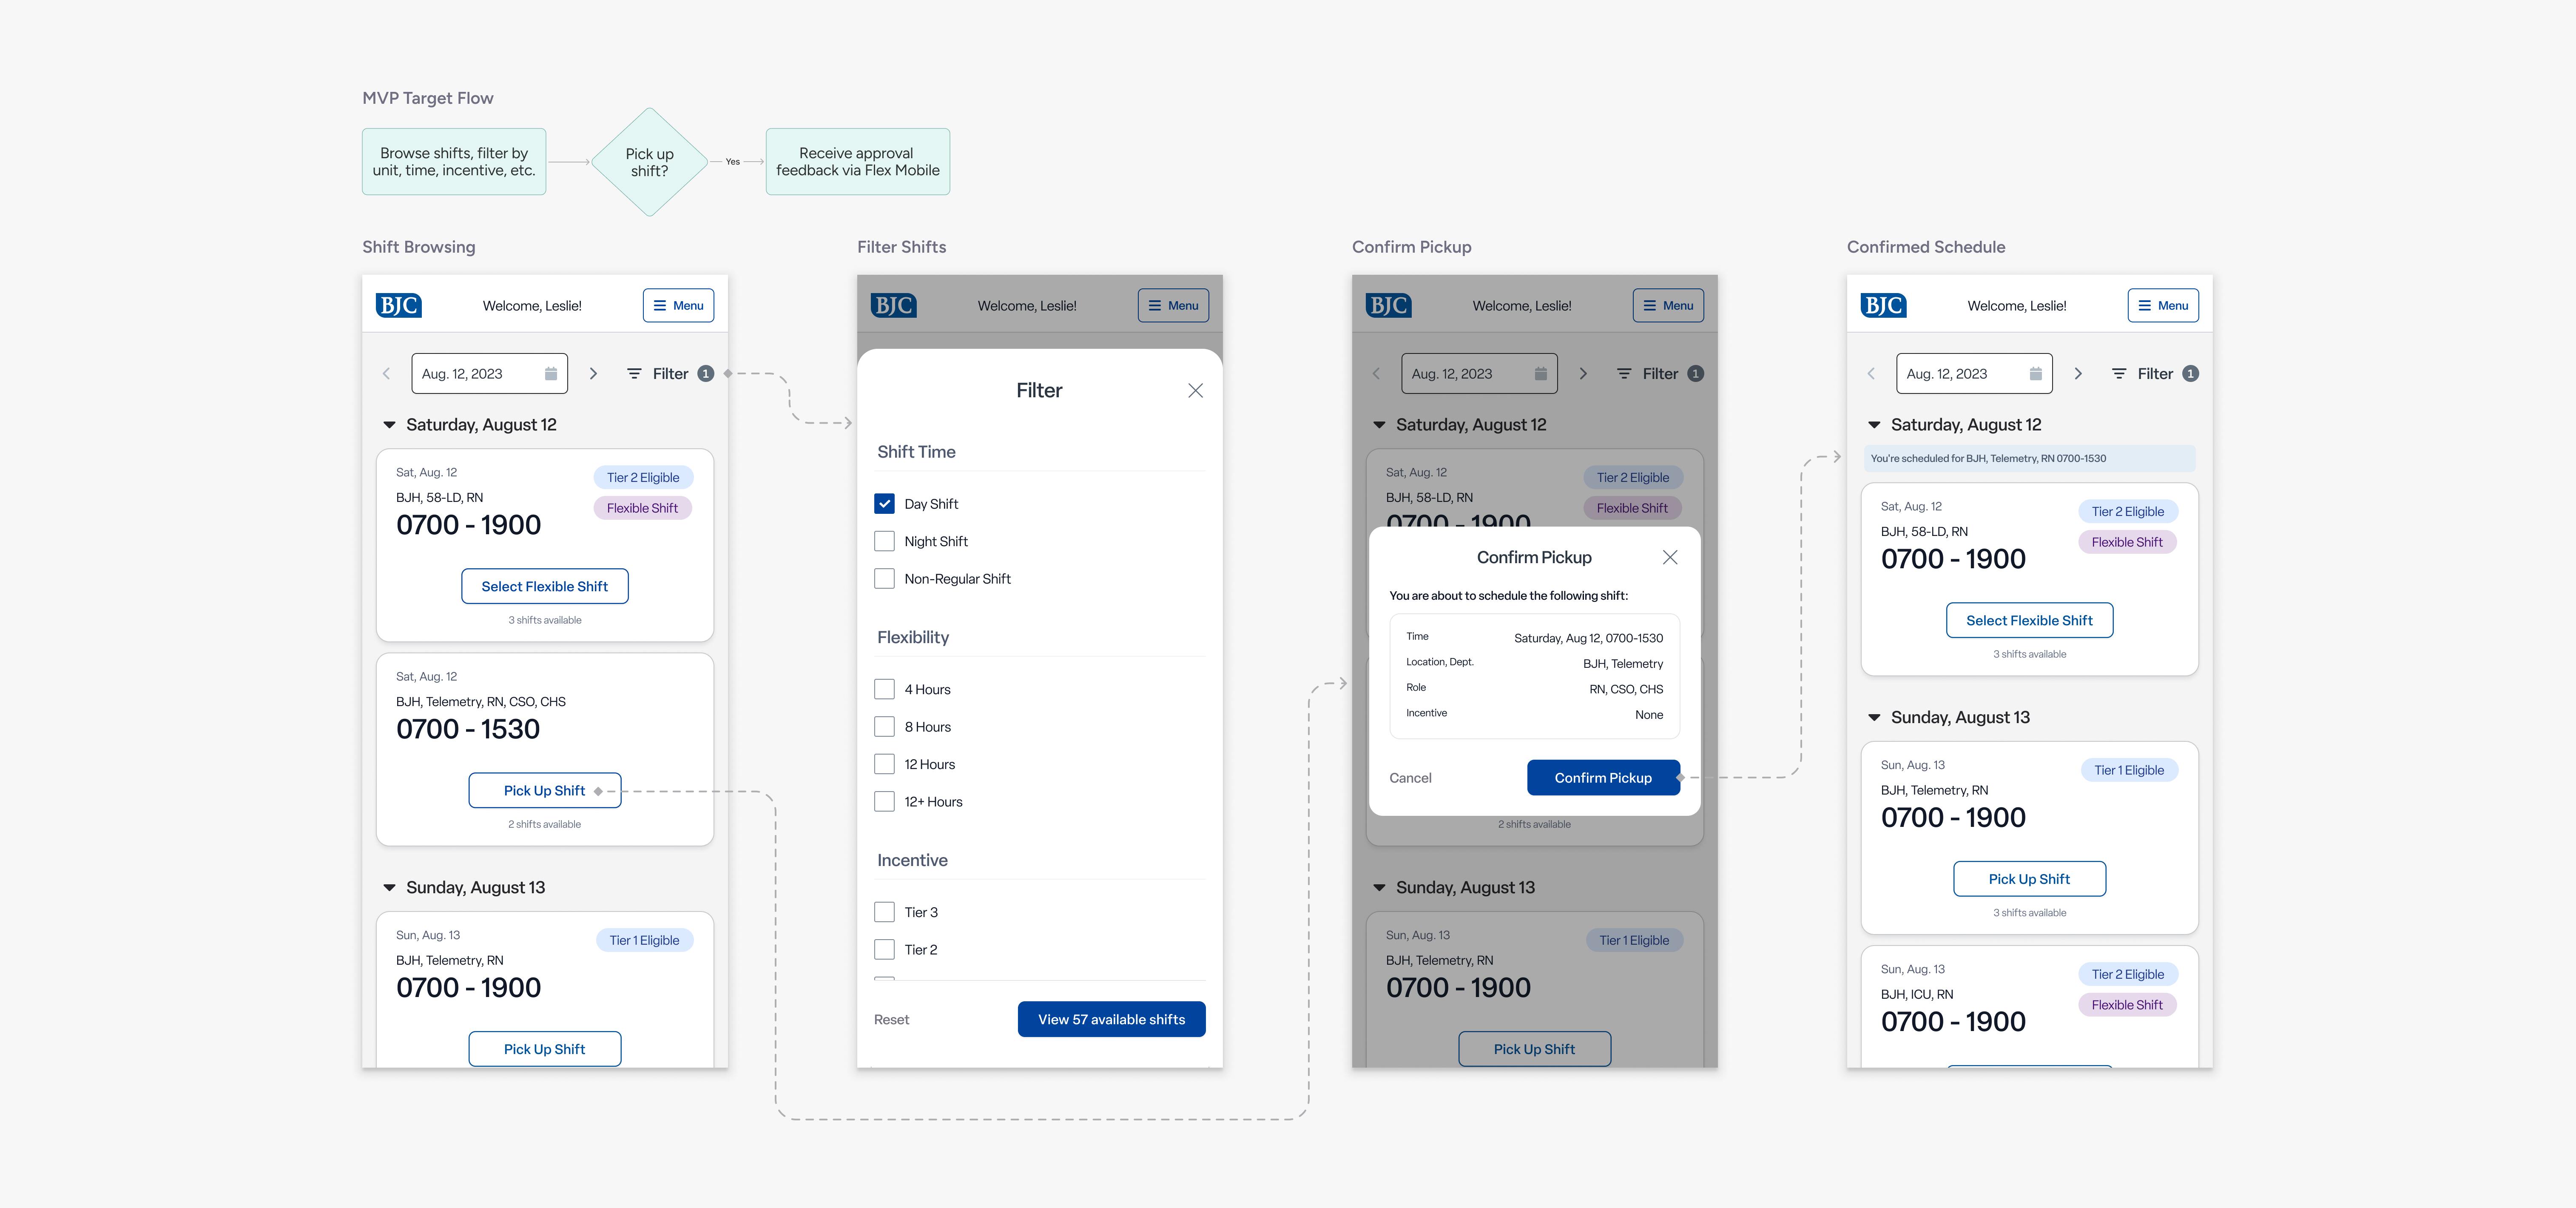 MVP Target Flow
Browse shifts, filter by
unit, time, incentive, etc.
Pick up
shift?
Yes
Receive approval
feedback via Flex Mobile
Shift Browsing
BJC
Welcome, Leslie!
Menu
Aug. 12, 2023
Filter
1
Saturday, August 12
Sat, Aug. 12
Tier 2 Eligible
BJH, 58-LD, RN
Flexible Shift
0700 - 1900
Select Flexible Shift
3 shifts available
Sat, Aug. 12
BJH, Telemetry, RN, CSO, CHS
0700 - 1530
Pick Up Shift
2 shifts available
Sunday, August 13
Sun, Aug. 13
Tier 1 Eligible
BJH, Telemetry, RN
0700 - 1900
Pick Up Shift
Filter Shifts
BJC
Welcome, Leslie!
Menu
Filter
Shift Time
Day Shift
Night Shift
Non-Regular Shift
Flexibility
4 Hours
8 Hours
12 Hours
12+ Hours
Incentive
Tier 3
Tier 2
Reset
View 57 available shifts
Confirm Pickup
BJC
Welcome, Leslie!
Menu
Aug. 12, 2023
Filter
1
Saturday, August 12
Sat, Aug. 12
Tier 2 Eligible
BJH, 58-LD, RN
Flexible Shift
0700 - 1900
Confirm Pickup
You are about to schedule the following shift:
Time
Saturday, Aug 12, 0700-1530
Location, Dept.
BJH, Telemetry
Role
RN, CSO, CHS
Incentive
None
Cancel
Confirm Pickup
2 shifts available
Sunday, August 13
Sun, Aug. 13
Tier 1 Eligible
BJH, Telemetry, RN
0700 - 1900
Pick Up Shift
Confirmed Schedule
BJC
Welcome, Leslie!
Menu
Aug. 12, 2023
Filter
1
Saturday, August 12
You're scheduled for BJH, Telemetry, RN 0700-1530
Sat, Aug. 12
Tier 2 Eligible
BJH, 58-LD, RN
Flexible Shift
0700 - 1900
Select Flexible Shift
3 shifts available
Sunday, August 13
Sun, Aug. 13
Tier 1 Eligible
BJH, Telemetry, RN
0700 - 1900
Pick Up Shift
3 shifts available
Sun, Aug. 13
Tier 2 Eligible
BJH, ICU, RN
Flexible Shift
0700 - 1900